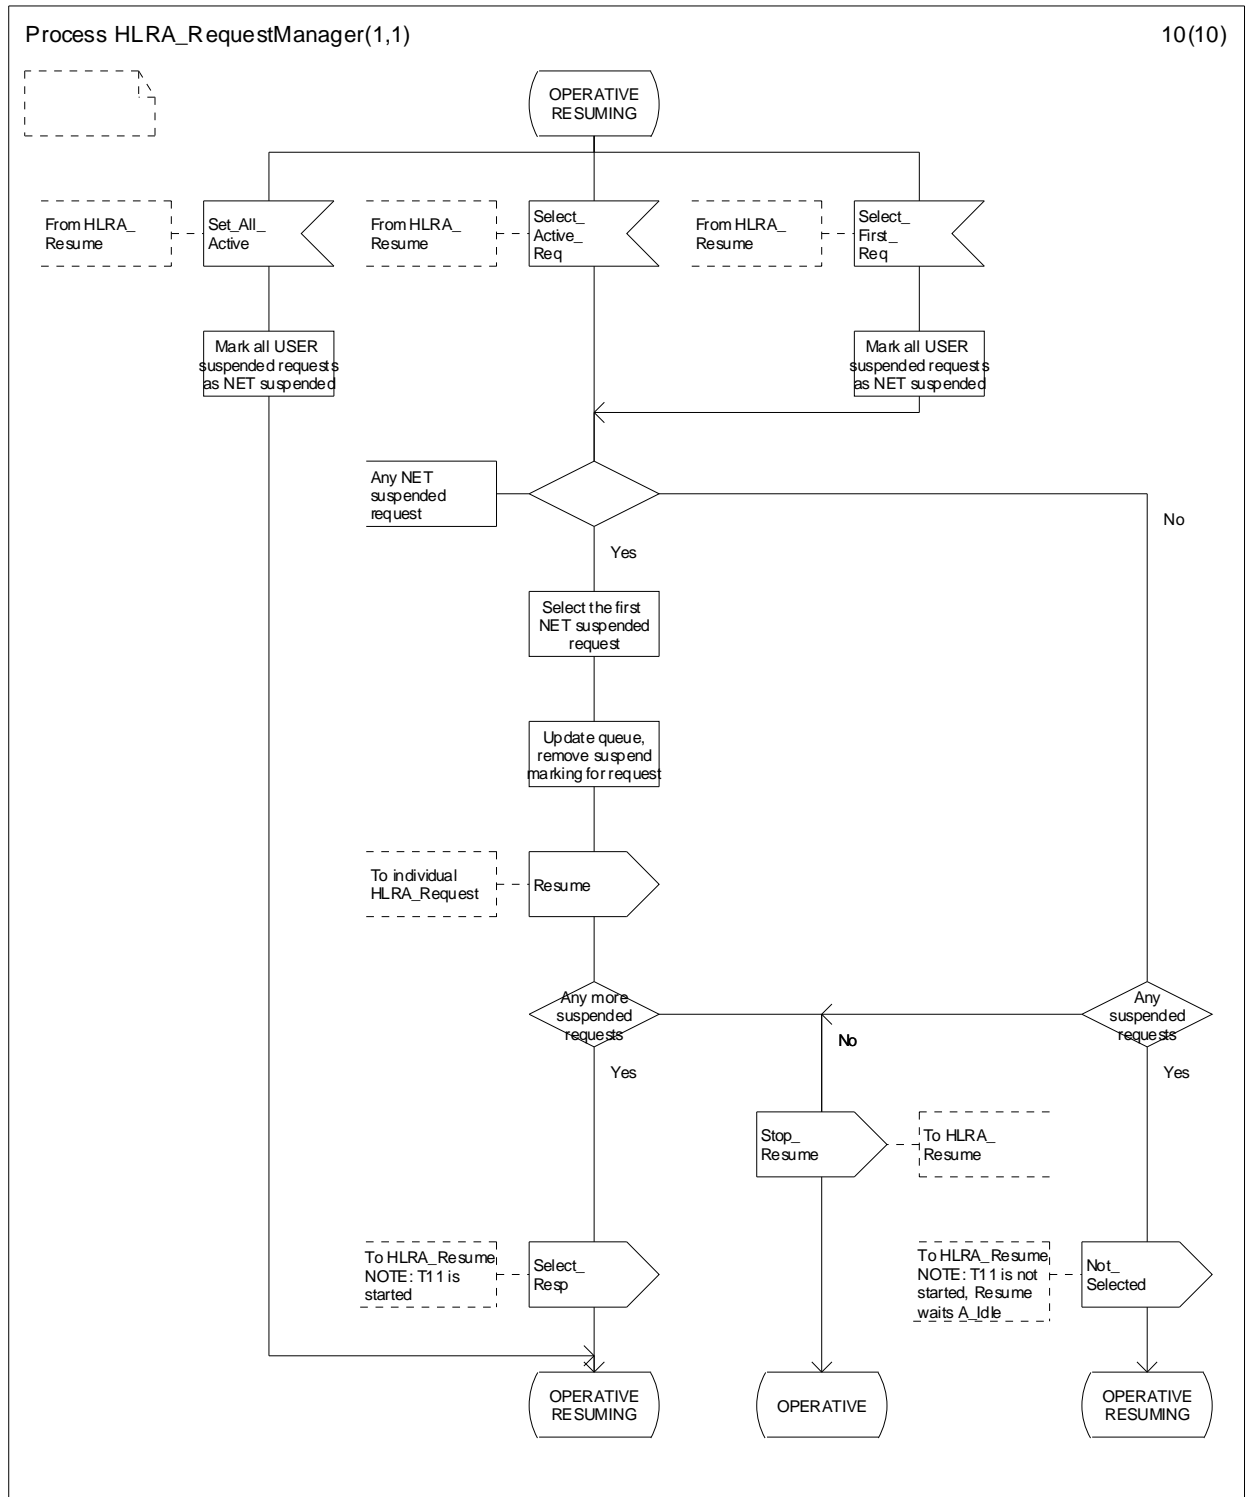 Process HLRA_RequestManager(1,1)
10(10)
OPERATIVE
RESUMING
From HLRA_
Resume
Set_All_
Active
From HLRA_
Resume
Select_
Active_
Req
From HLRA_
Resume
Select_
First_
Req
Mark all USER
suspended requests
as NET suspended
Mark all USER
suspended requests
as NET suspended
Any NET
suspended
request
No
Yes
Select the first
NET suspended
request
Update queue,
remove suspend
marking for request
To individual
HLRA_Request
Resume
Any more
suspended
requests
Any
suspended
requests
No
Yes
Yes
Stop_
Resume
To HLRA_
Resume
To HLRA_Resume
NOTE: T11 is
started
Select_
Resp
To HLRA_Resume
NOTE: T11 is not
started, Resume
waits A_Idle
Not_
Selected
OPERATIVE
RESUMING
OPERATIVE
OPERATIVE
RESUMING